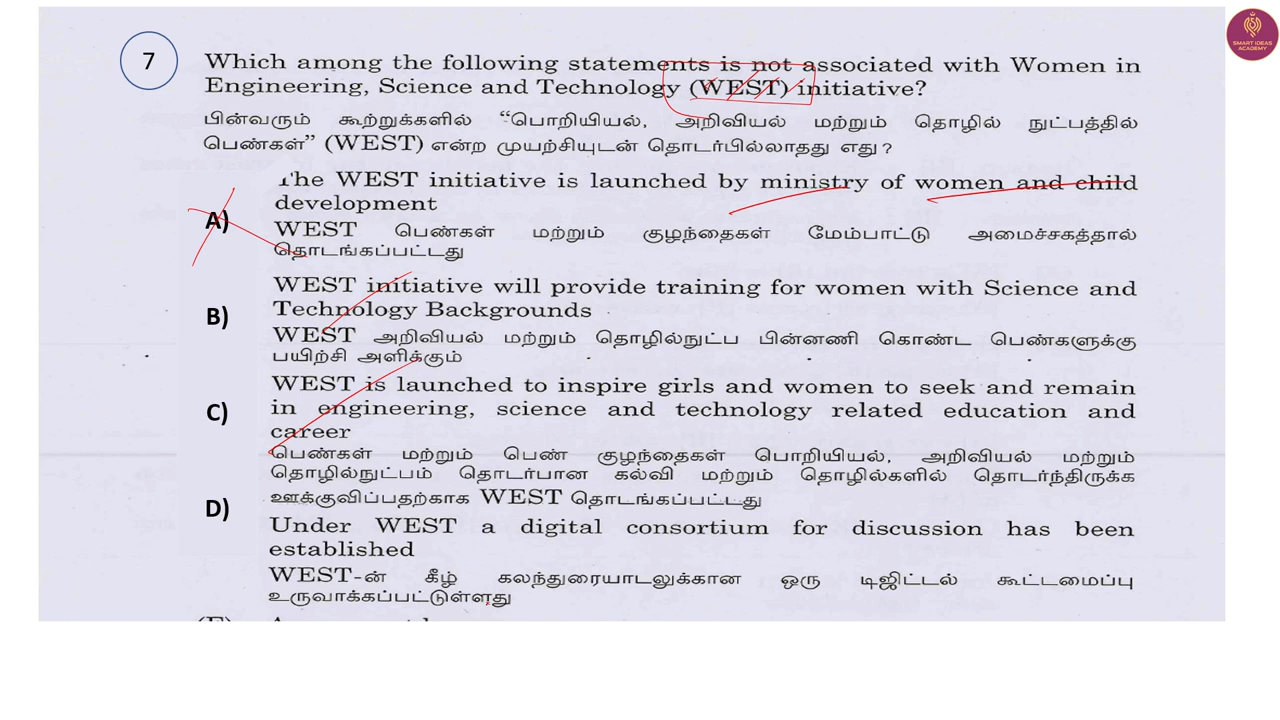 SMART IDEAS
ACADEMY
7
Which among the following statements is not associated with Women in
Engineering, Science and Technology (WEST) initiative?
பின்வரும் கூற்றுக்களில் “பொறியியல், அறிவியல் மற்றும் தொழில் நுட்பத்தில்
பெண்கள்” (WEST) என்ற முயற்சியுடன் தொடர்பில்லாதது எது?
The WEST initiative is launched by ministry of women and child
development
A)
WEST பெண்கள் மற்றும் குழந்தைகள் மேம்பாட்டு அமைச்சகத்தால்
தொடங்கப்பட்டது
WEST initiative will provide training for women with Science and
Technology Backgrounds
B)
WEST அறிவியல் மற்றும் தொழில்நுட்ப பின்னணி கொண்ட பெண்களுக்கு
பயிற்சி அளிக்கும்
WEST is launched to inspire girls and women to seek and remain
in engineering, science and technology related education and
C)
career
பெண்கள் மற்றும் பெண் குழந்தைகள் பொறியியல், அறிவியல் மற்றும்
தொழில்நுட்பம் தொடர்பான கல்வி மற்றும் தொழில்களில் தொடர்ந்திருக்க
ஊக்குவிப்பதற்காக WEST தொடங்கப்பட்டது
D)
Under WEST a digital consortium for discussion has been
established
WEST-ன் கீழ் கலந்துரையாடலுக்கான ஒரு டிஜிட்டல் கூட்டமைப்பு
உருவாக்கப்பட்டுள்ளது